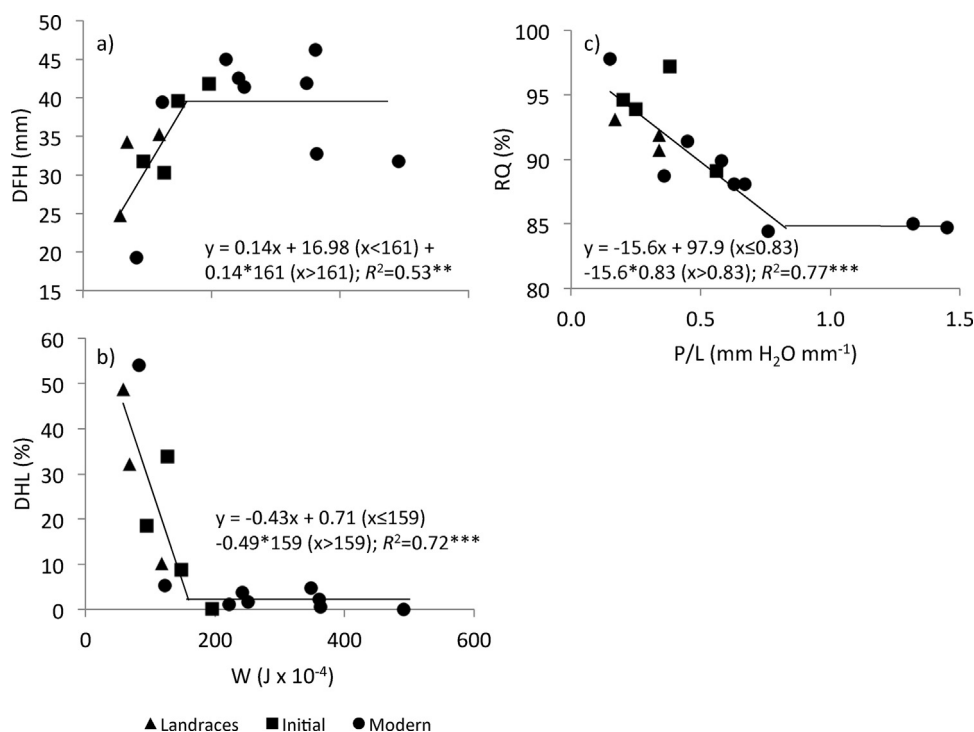 a)
50
45
40
35
30
25
20
15
DFH (mm)
y = 0.14x + 16.98 (x<161) +
0.14*161 (x>161); R²=0.53**
b)
60
50
40
30
20
10
0
DHL (%)
y = -0.43x + 0.71 (x≤159)
-0.49*159 (x>159); R²=0.72***
0 200 400 600
W (J x 10⁻⁴)
c)
100
95
90
85
80
RQ (%)
y = -15.6x + 97.9 (x≤0.83)
-15.6*0.83 (x>0.83); R²=0.77***
0.0 0.5 1.0 1.5
P/L (mm H₂O mm⁻¹)
Landraces Initial Modern